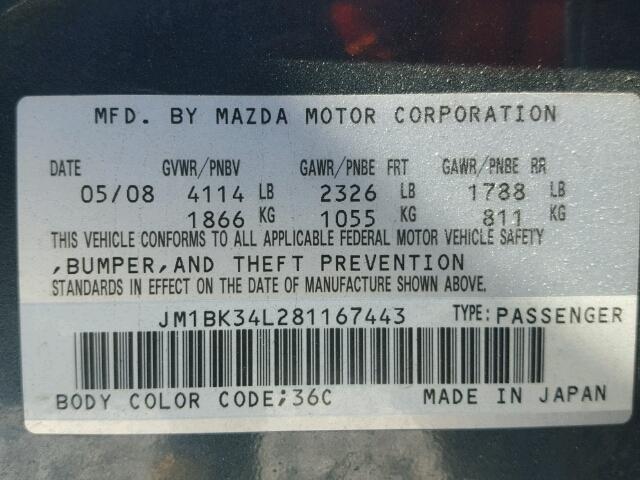 MFD. BY MAZDA MOTOR CORPORATION
DATE GVWR/PNBV GAWR/PNBE FRT GAWR/PNBE RR
05/08 4114 LB 2326 LB 1788 LB
1866 KG 1055 KG 811 KG
THIS VEHICLE CONFORMS TO ALL APPLICABLE FEDERAL MOTOR VEHICLE SAFETY
,BUMPER,AND THEFT PREVENTION
STANDARDS IN EFFECT ON THE DATE OF MANUFACTURE SHOWN ABOVE.
JM1BK34L281167443 TYPE: PASSENGER
BODY COLOR CODE;36C MADE IN JAPAN